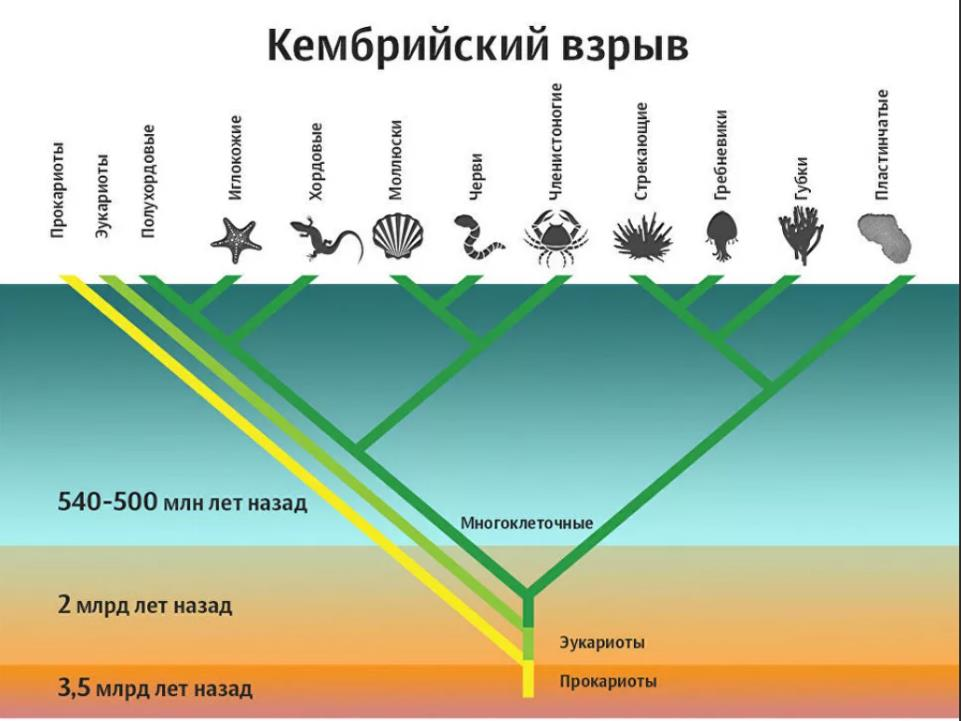 Кембрийский взрыв
Прокариоты
Эукариоты
Полухордовые
Иглокожие
Хордовые
Моллюски
Черви
Членистоногие
Стрекающие
Гребневики
Губки
Пластинчатые
540-500 млн лет назад
Многоклеточные
2 млрд лет назад
Эукариоты
Прокариоты
3,5 млрд лет назад